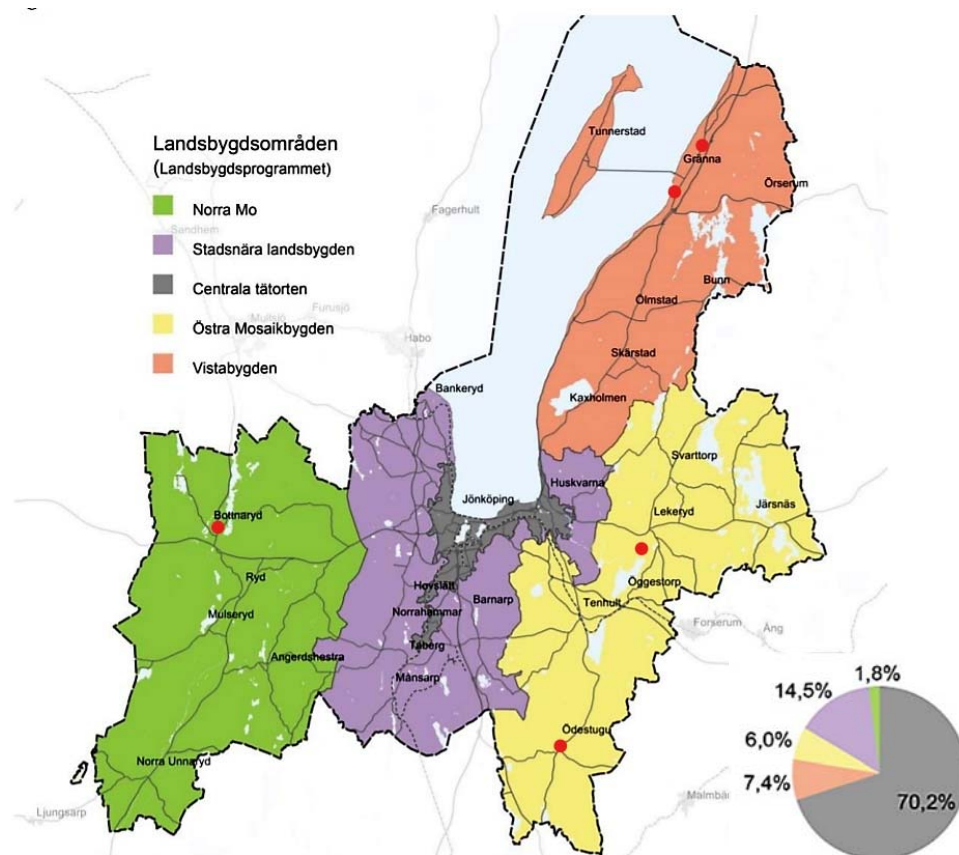 Landsbygdsområden
(Landsbygdsprogrammet)
Norra Mo
Stadsnära landsbygden
Centrala tätorten
Östra Mosaikbygden
Vistabygden
Tunnerstad
Gränna
Örserum
Fagerhult
Sandhem
Bunn
Ölmstad
Furusjö
Mullsjö
Habo
Skärstad
Bankeryd
Kaxholmen
Svarttorp
Huskvarna
Jönköping
Järsnäs
Lekeryd
Bottnaryd
Öggestorp
Ryd
Hovslätt
Barnarp
Tenhult
Mulseryd
Norrahammar
Forserum
Äng
Taberg
Angerdshestra
Månsarp
Ödestugu
Norra Unnaryd
Ljungsarp
Malmbäc
1,8%
14,5%
6,0%
7,4%
70,2%